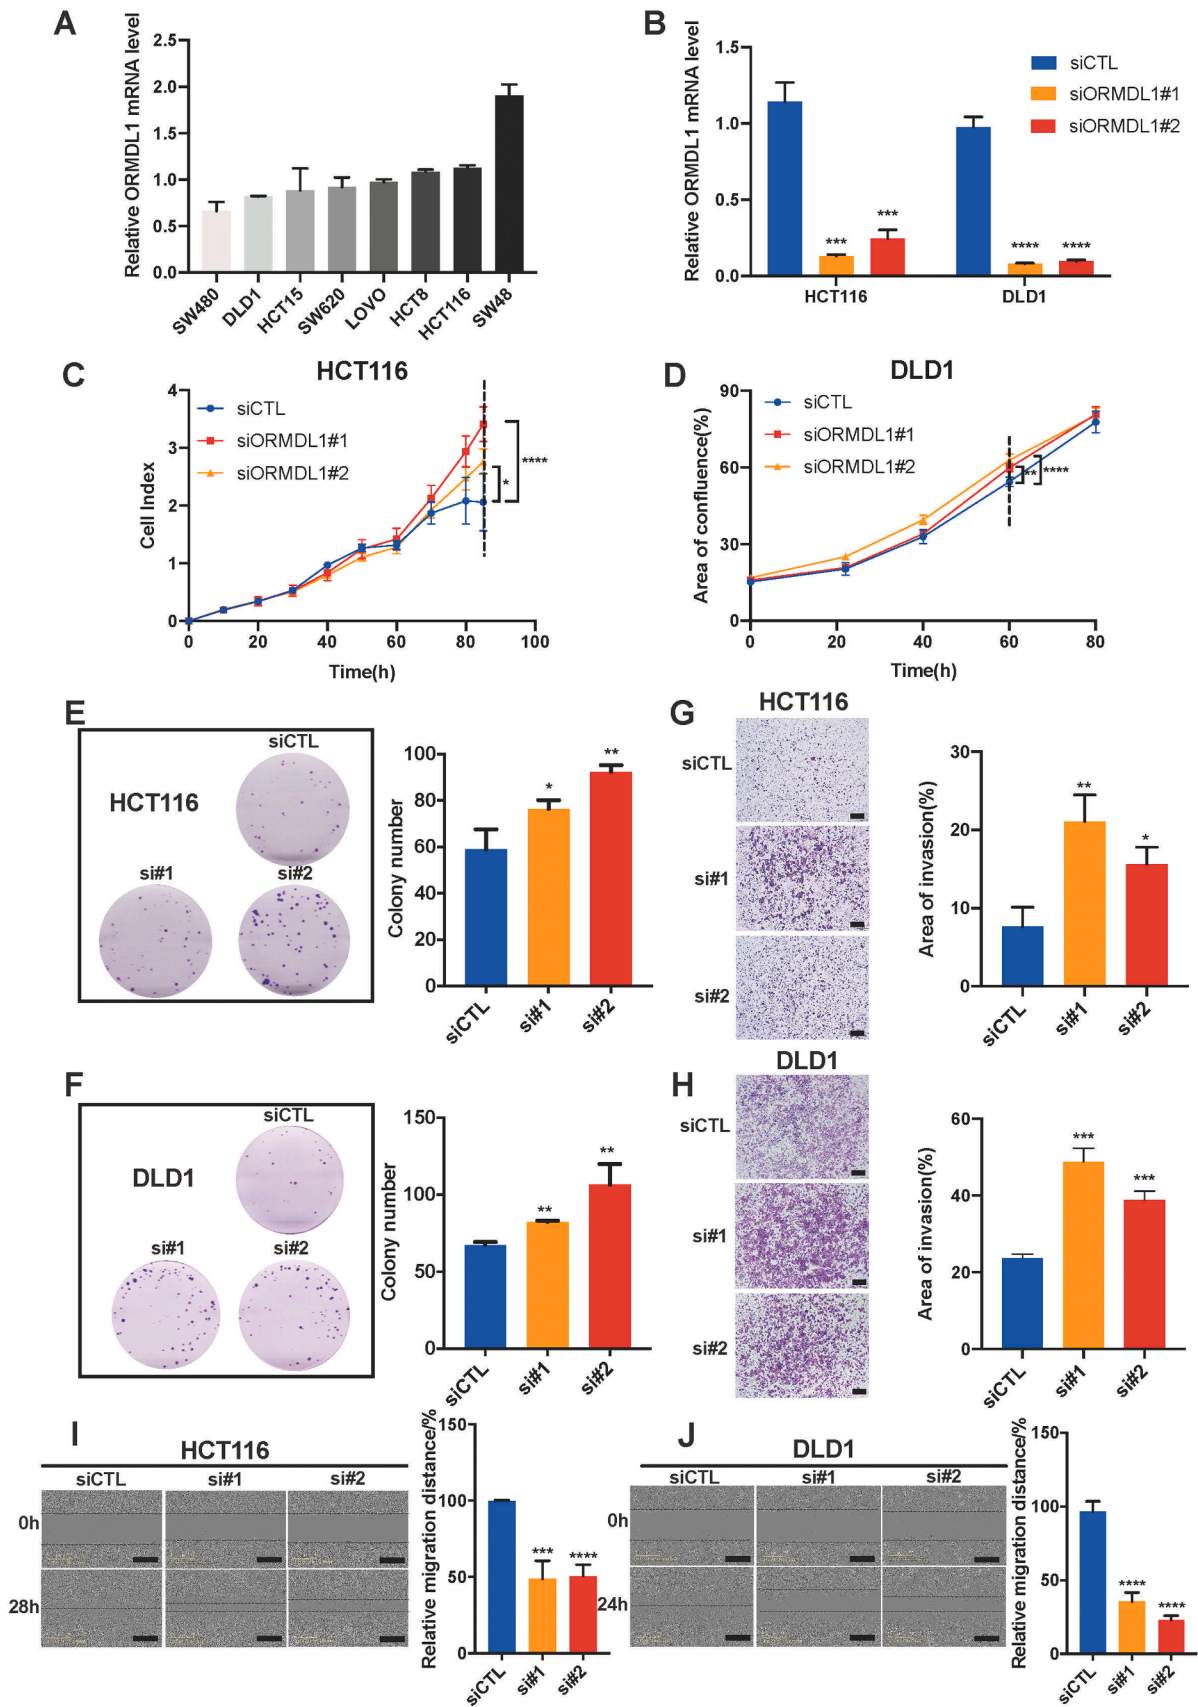 A
Relative ORMDL1 mRNA level
2.5
2.0
1.5
1.0
0.5
0.0
SW480
DLD1
HCT15
SW620
LOVO
HCT8
HCT116
SW48
B
Relative ORMDL1 mRNA level
1.5
1.0
0.5
0.0
***
***
****
****
HCT116
DLD1
siCTL
siORMDL1#1
siORMDL1#2
C
HCT116
Cell Index
4
3
2
1
0
siCTL
siORMDL1#1
siORMDL1#2
*
****
0
20
40
60
80
100
Time(h)
D
DLD1
Area of confluence(%)
90
60
30
0
siCTL
siORMDL1#1
siORMDL1#2
**
****
0
20
40
60
80
Time(h)
E
HCT116
siCTL
si#1
si#2
Colony number
100
80
60
40
20
0
*
**
siCTL
si#1
si#2
G
HCT116
siCTL
si#1
si#2
Area of invasion(%)
30
20
10
0
**
*
siCTL
si#1
si#2
F
DLD1
siCTL
si#1
si#2
Colony number
150
100
50
0
**
**
siCTL
si#1
si#2
H
DLD1
siCTL
si#1
si#2
Area of invasion(%)
60
40
20
0
***
***
siCTL
si#1
si#2
I
HCT116
siCTL
si#1
si#2
0h
28h
Relative migration distance/%
150
100
50
0
***
****
siCTL
si#1
si#2
J
DLD1
siCTL
si#1
si#2
0h
24h
Relative migration distance/%
150
100
50
0
****
****
siCTL
si#1
si#2